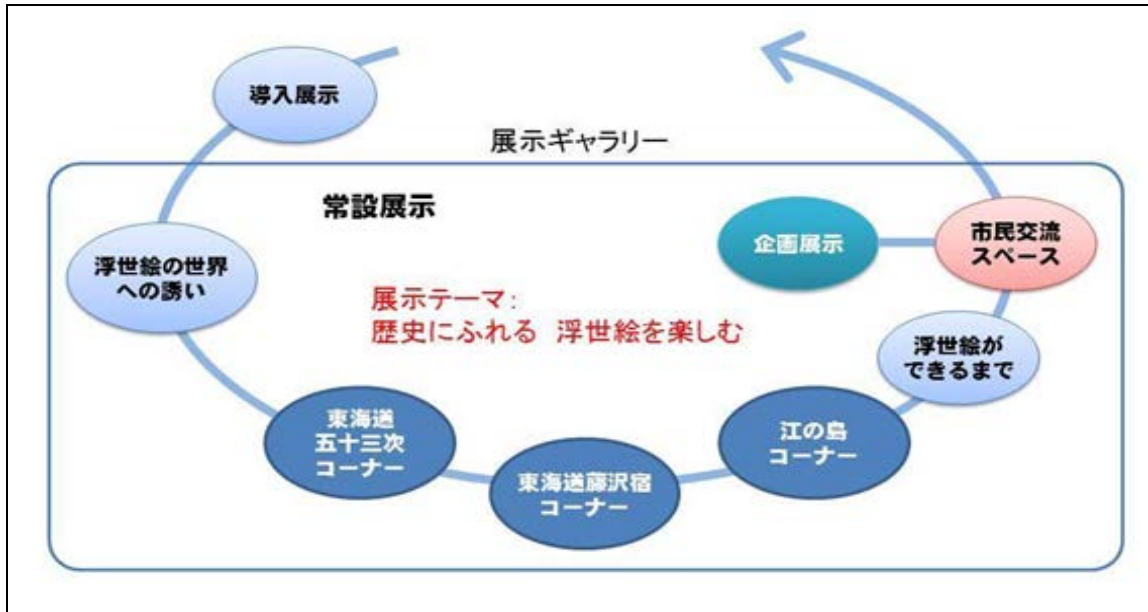 導入展示
展示ギャラリー
常設展示
企画展示
市民交流
スペース
浮世絵の世界
への誘い
展示テーマ：
歴史にふれる 浮世絵を楽しむ
浮世絵が
できるまで
東海道
五十三次
コーナー
東海道藤沢宿
コーナー
江の島
コーナー